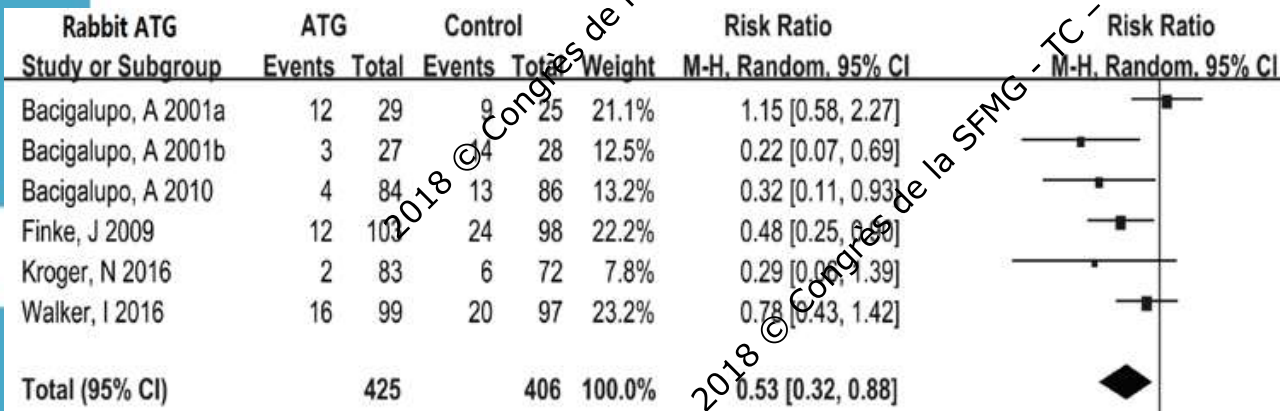 Rabbit ATG ATG Control Risk Ratio Risk Ratio
Study or Subgroup Events Total Events Total Weight M-H, Random, 95% CI M-H, Random, 95% CI
Bacigalupo, A 2001a 12 29 9 25 21.1% 1.15 [0.58, 2.27]
Bacigalupo, A 2001b 3 27 28 12.5% 0.22 [0.07, 0.69]
Bacigalupo, A 2010 4 84 13 86 13.2% 0.32 [0.11, 0.93]
Finke, J 2009 12 103 24 98 22.2% 0.48 [0.25,
Kroger, N 2016 2 83 6 72 7.8% 0.29 1.39]
Walker, I 2016 16 99 20 97 23.2% 0.78 [0.43, 1.42]
Total (95% CI) 425 406 100.0% 0.53 [0.32, 0.88]
2018 © Congrès de
2018 © Congrès de la SFMG - TC -